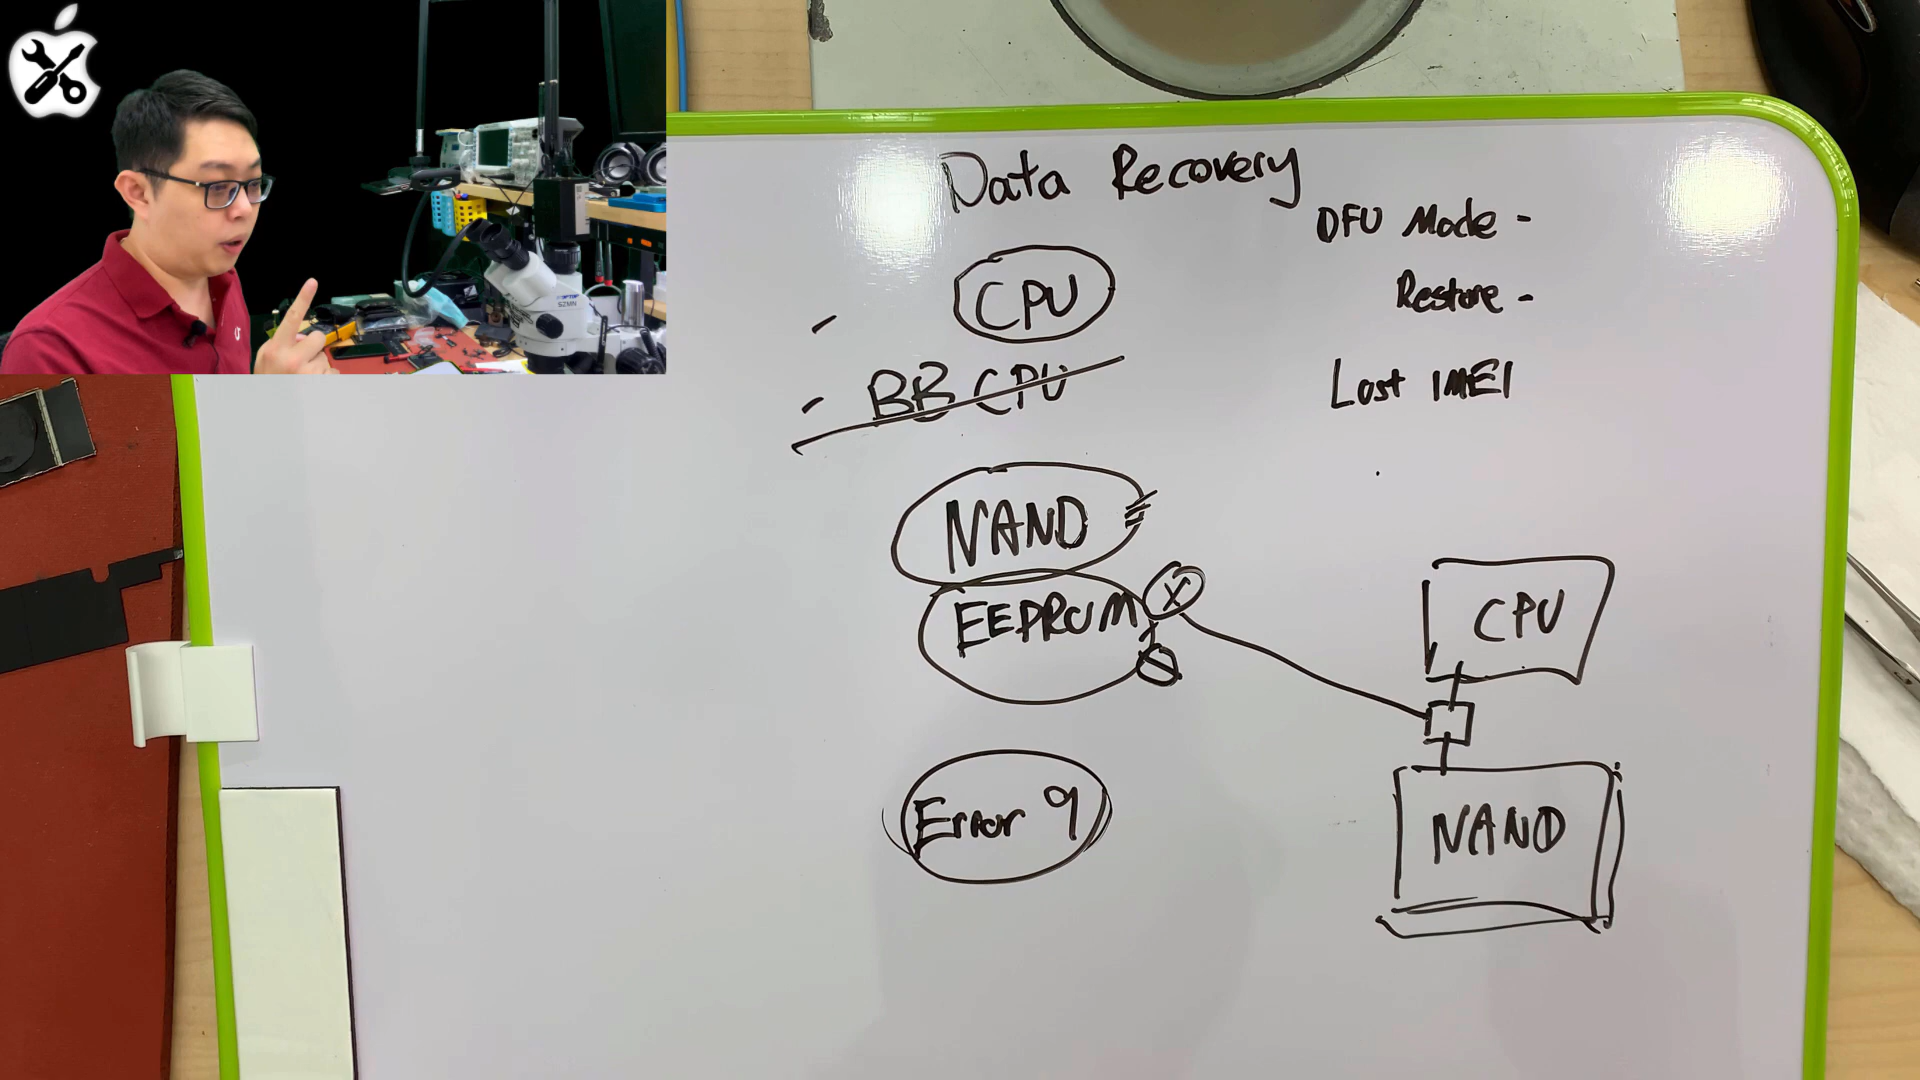 Data Recovery
DFU Mode -
Restore -
CPU
- BB CPU
Lost IMEI
NAND
EEPROM
X
CPU
Error 9
NAND